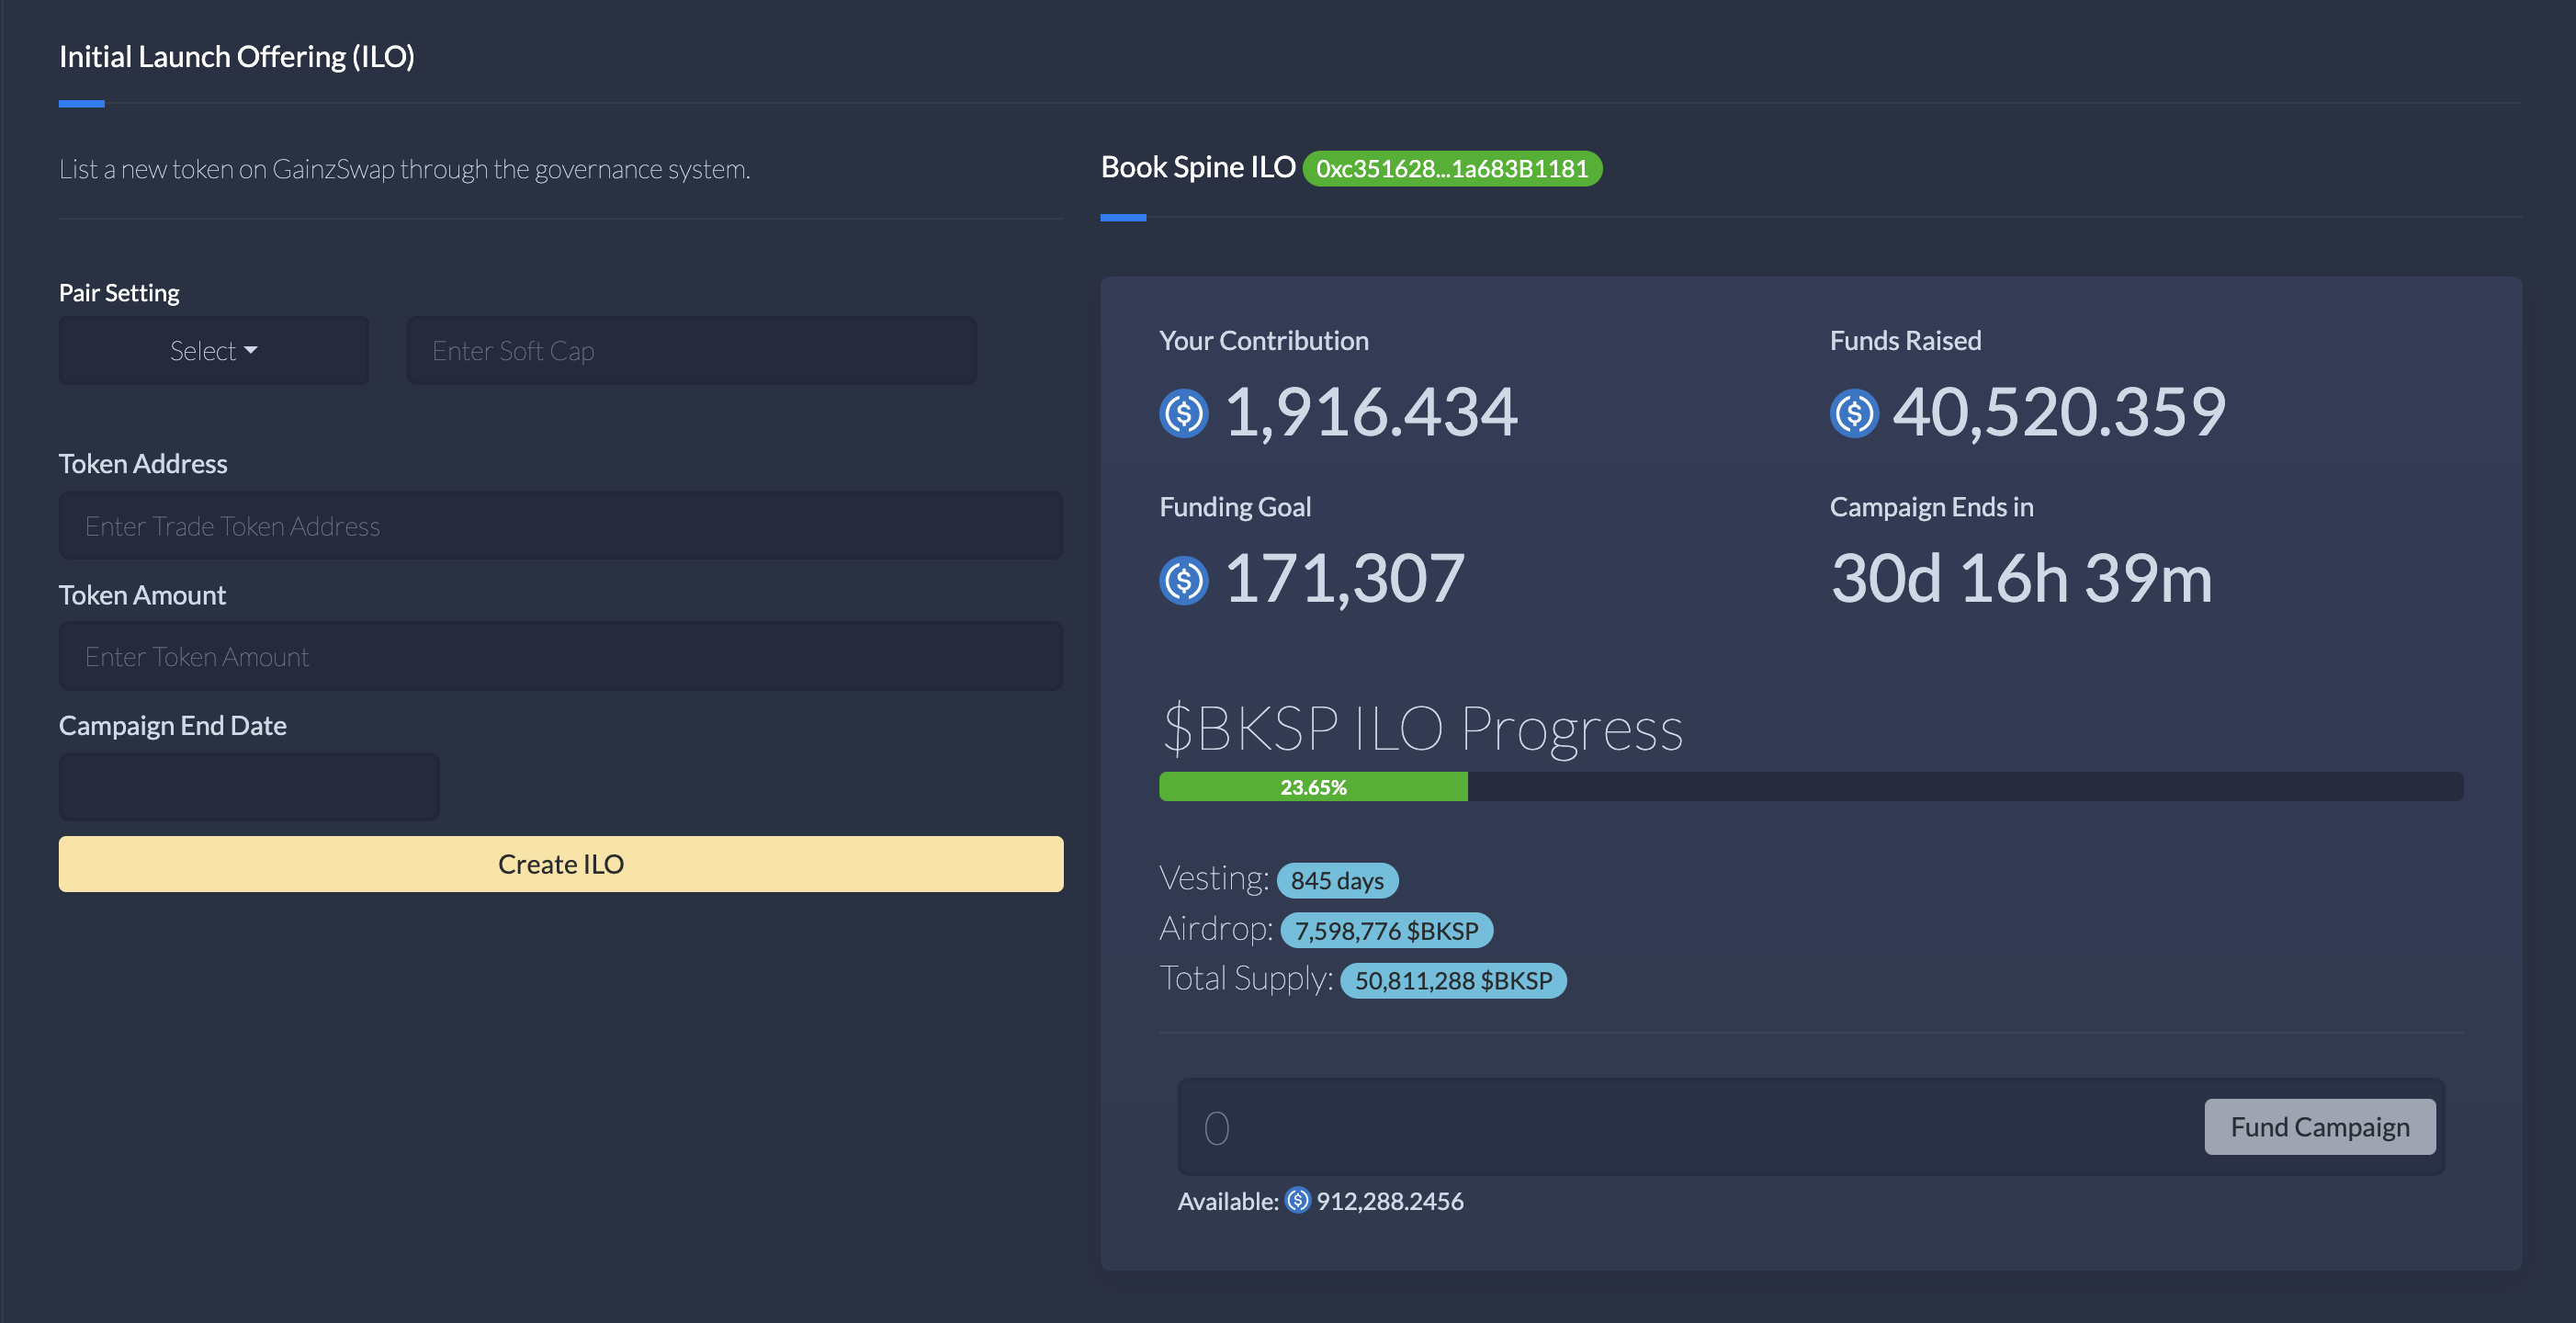 Initial Launch Offering (ILO)
List a new token on GainzSwap through the governance system.
Pair Setting
Select
Enter Soft Cap
Token Address
Enter Trade Token Address
Token Amount
Enter Token Amount
Campaign End Date
Create ILO
Book Spine ILO 0xc351628...1a683B1181
Your Contribution
1,916.434
Funds Raised
40,520.359
Funding Goal
171,307
Campaign Ends in
30d 16h 39m
$BKSP ILO Progress
23.65%
Vesting: 845 days
Airdrop: 7,598,776 $BKSP
Total Supply: 50,811,288 $BKSP
0
Fund Campaign
Available: 912,288.2456